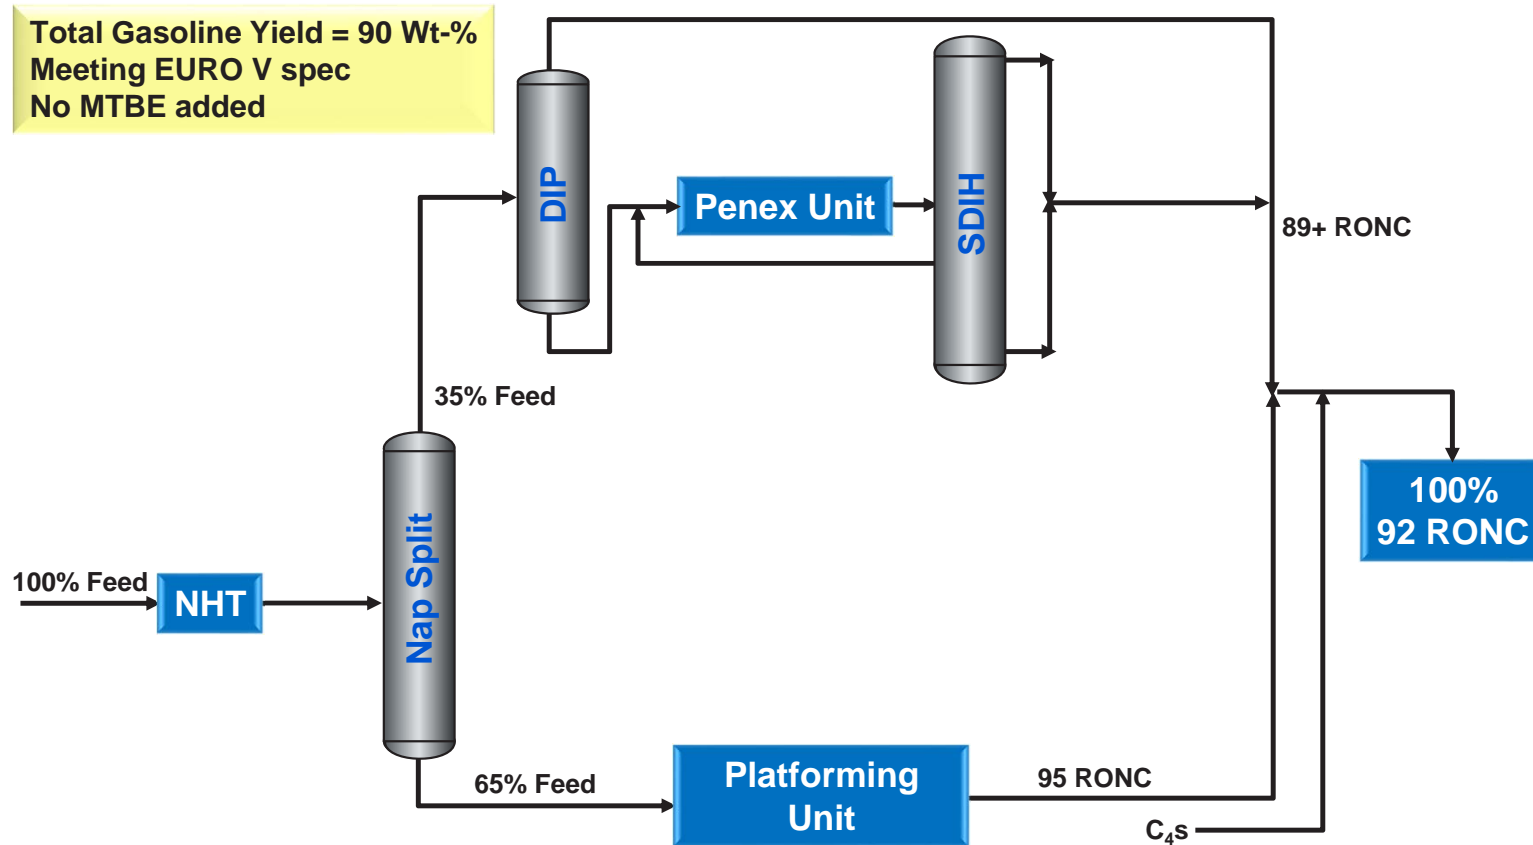 Total Gasoline Yield = 90 Wt-%
Meeting EURO V spec
No MTBE added
DIP
Penex Unit
SDIH
89+ RONC
35% Feed
Nap Split
100%
92 RONC
100% Feed
NHT
65% Feed
Platforming
Unit
95 RONC
C₄s